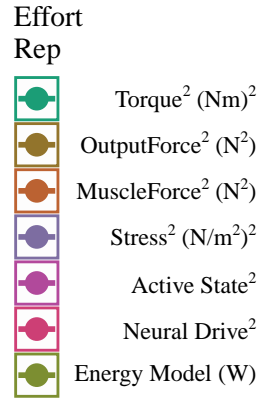 Effort
Rep
Torque² (Nm)²
OutputForce² (N²)
MuscleForce² (N²)
Stress² (N/m²)²
Active State²
Neural Drive²
Energy Model (W)